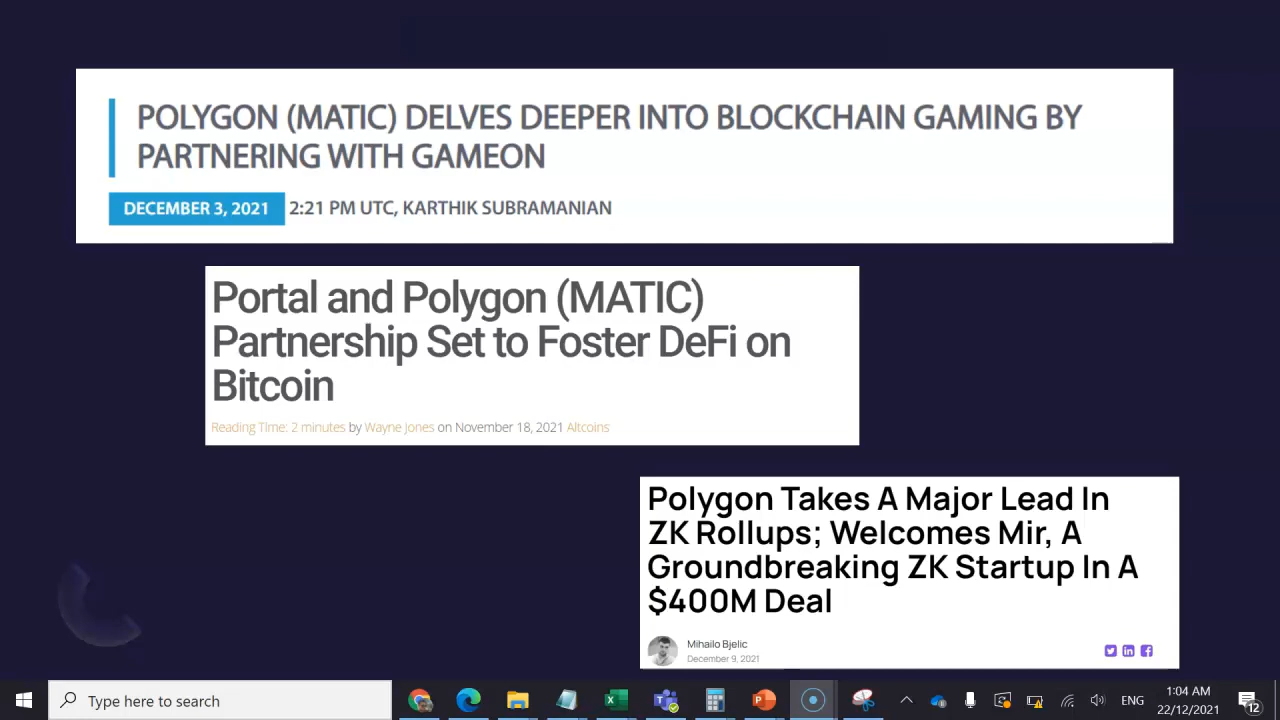 POLYGON (MATIC) DELVES DEEPER INTO BLOCKCHAIN GAMING BY
PARTNERING WITH GAMEON
DECEMBER 3, 2021 2:21 PM UTC, KARTHIK SUBRAMANIAN
Portal and Polygon (MATIC)
Partnership Set to Foster DeFi on
Bitcoin
Reading Time: 2 minutes by Wayne Jones on November 18, 2021 Altcoins
Polygon Takes A Major Lead In
ZK Rollups; Welcomes Mir, A
Groundbreaking ZK Startup In A
$400M Deal
Mihailo Bjelic
December 9, 2021
Type here to search
ENG
1:04 AM
22/12/2021
12